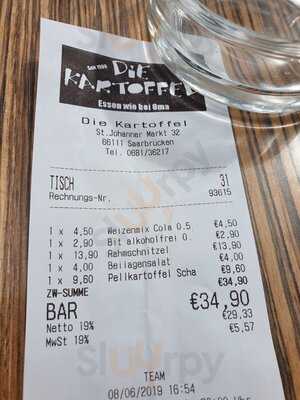 Seit 1980
DIE
KARTOFFEL
Essen wie bei Oma
Die Kartoffel
St.Johanner Markt 32
66111 Saarbrücken
Tel. 0681/36217
TISCH 31
Rechnungs-Nr. 93615
1 x 4,50 Weizenmix Cola 0.5 €4,50
1 x 2,90 Bit alkoholfrei 0. €2,90
1 x 13,90 Rahmschnitzel €13,90
1 x 4,00 Beilagensalat €4,00
1 x 9,60 Pellkartoffel Scha €9,60
ZW-SUMME €34,90
BAR €34,90
Netto 19% €29,33
MwSt 19% €5,57
TEAM
08/06/2019 16:54
Sluurpy